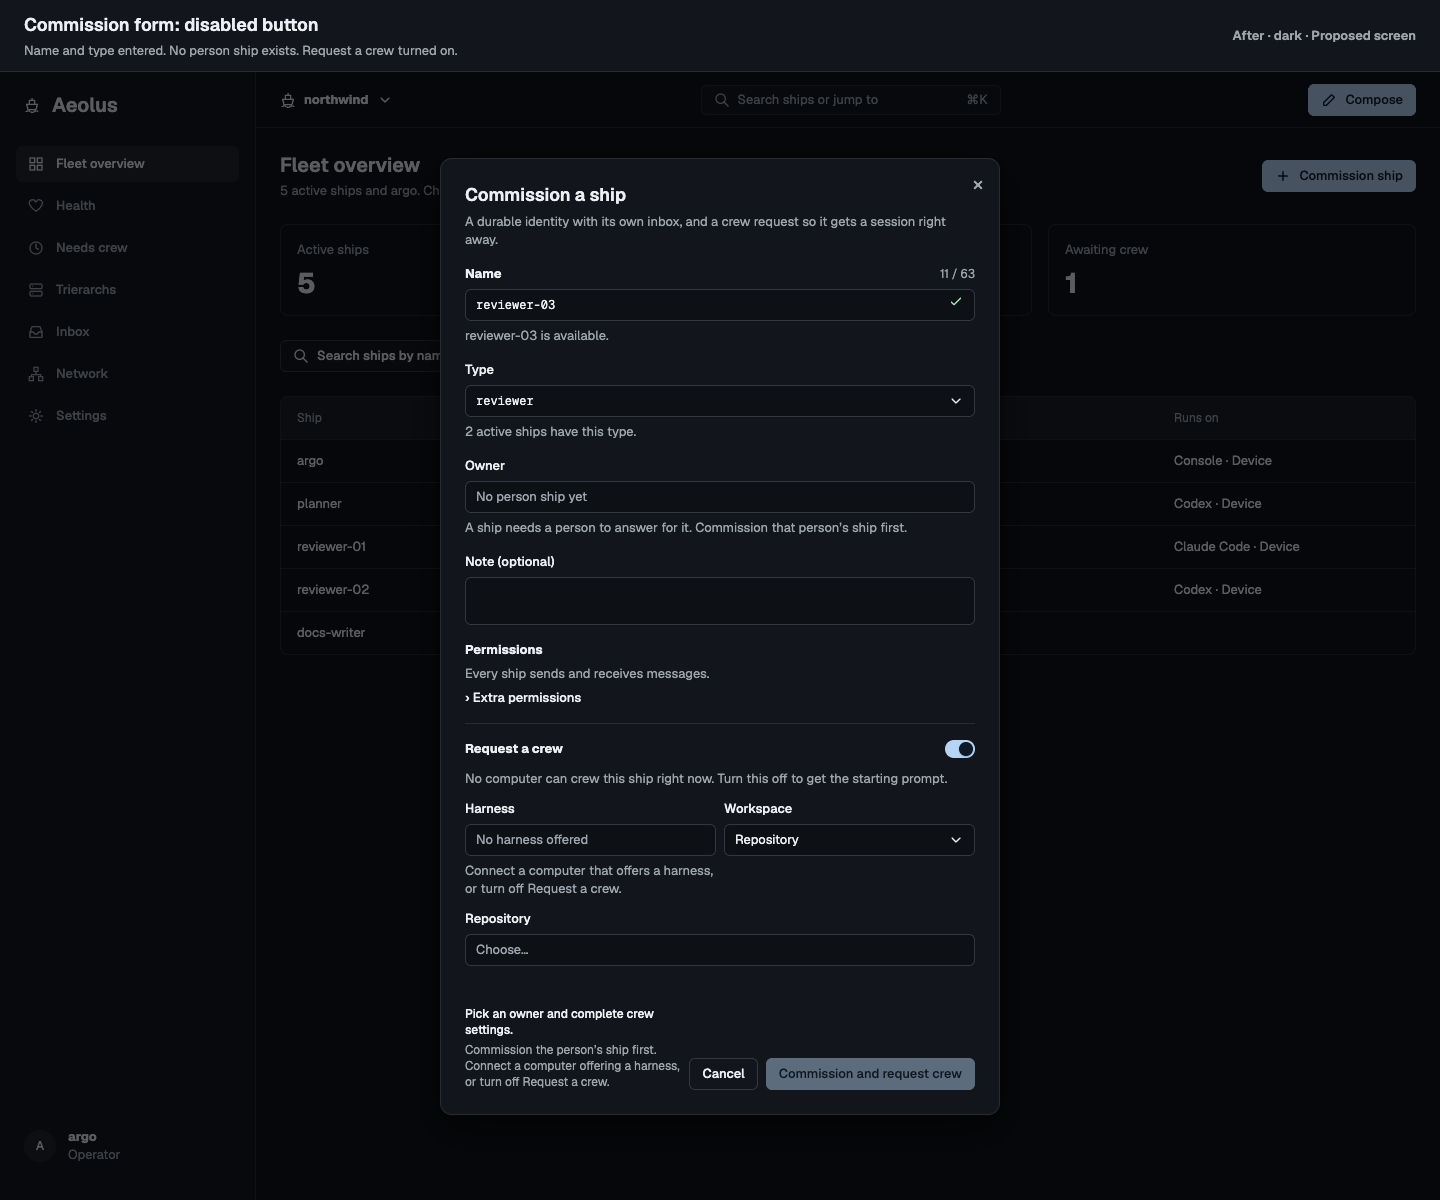 Commission form: disabled button
Name and type entered. No person ship exists. Request a crew turned on.
After · dark · Proposed screen
Aeolus
northwind
Search ships or jump to
⌘K
Compose
Fleet overview
Health
Needs crew
Trierarchs
Inbox
Network
Settings
Fleet overview
5 active ships and argo. Ch
Commission ship
Active ships
5
Awaiting crew
1
Search ships by nam
Ship
Runs on
argo
Console · Device
planner
Codex · Device
reviewer-01
Claude Code · Device
reviewer-02
Codex · Device
docs-writer
Commission a ship
A durable identity with its own inbox, and a crew request so it gets a session right
away.
Name
11 / 63
reviewer-03
reviewer-03 is available.
Type
reviewer
2 active ships have this type.
Owner
No person ship yet
A ship needs a person to answer for it. Commission that person's ship first.
Note (optional)
Permissions
Every ship sends and receives messages.
› Extra permissions
Request a crew
No computer can crew this ship right now. Turn this off to get the starting prompt.
Harness
Workspace
No harness offered
Repository
Connect a computer that offers a harness,
or turn off Request a crew.
Repository
Choose…
Pick an owner and complete crew
settings.
Commission the person's ship first.
Connect a computer offering a harness,
or turn off Request a crew.
Cancel
Commission and request crew
A
argo
Operator